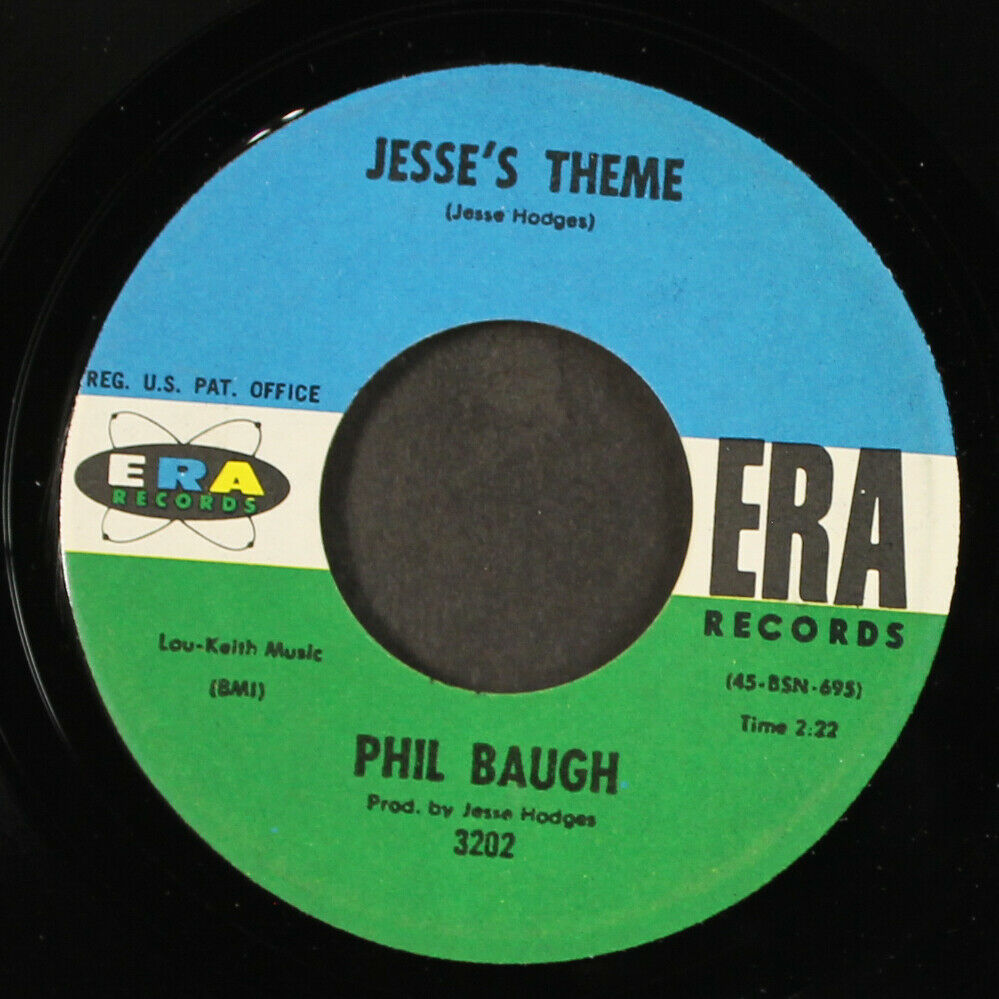 JESSE'S THEME
(Jesse Hodges)
REG. U.S. PAT. OFFICE
ERA
RECORDS
ERA
RECORDS
Lou-Keith Music
(BMI)
(45-BSN-695)
Time 2:22
PHIL BAUGH
Prod. by Jesse Hodges
3202